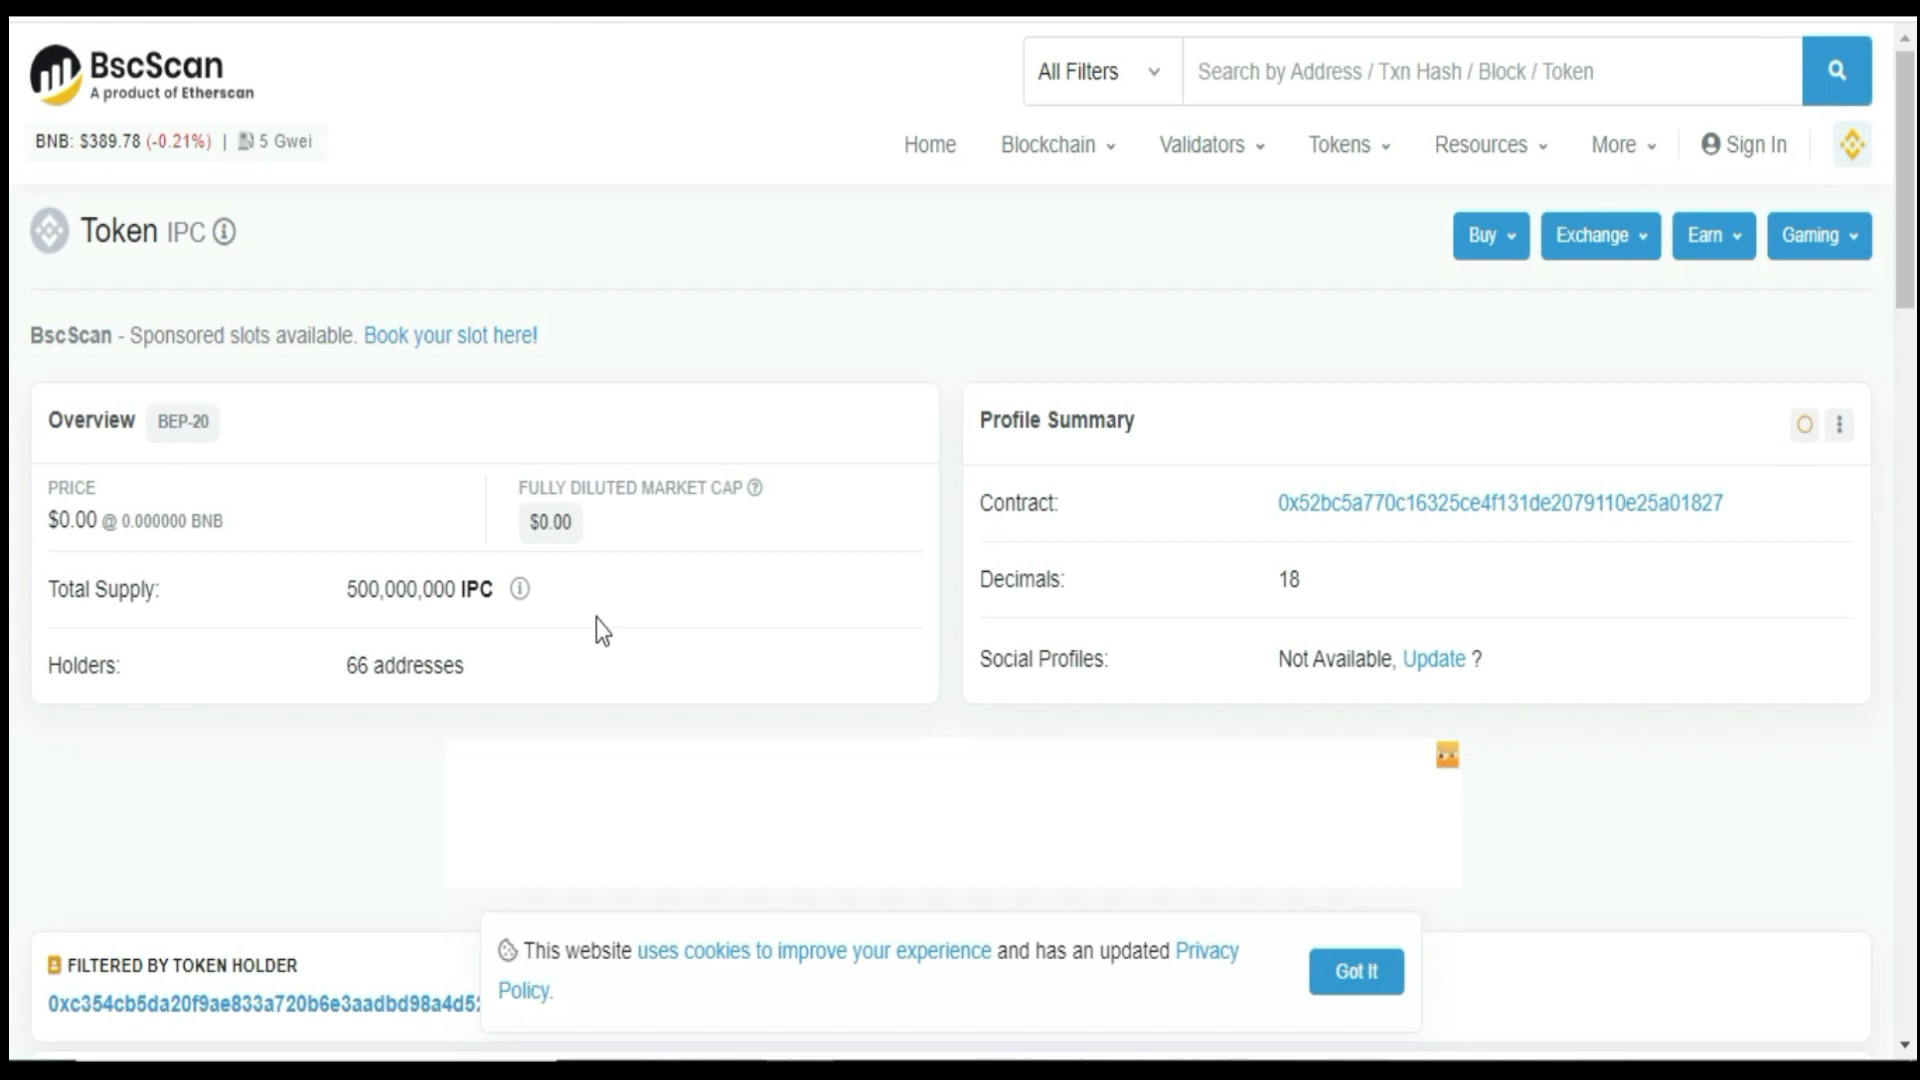 BscScan
A product of Etherscan
All Filters
Search by Address / Txn Hash / Block / Token
BNB: $389.78 (-0.21%) | 5 Gwei
Home Blockchain Validators Tokens Resources More Sign In
Token IPC
Buy Exchange Earn Gaming
BscScan - Sponsored slots available. Book your slot here!
Overview BEP-20
PRICE
$0.00 @ 0.000000 BNB
FULLY DILUTED MARKET CAP
$0.00
Total Supply: 500,000,000 IPC
Holders: 66 addresses
Profile Summary
Contract: 0x52bc5a770c16325ce4f131de2079110e25a01827
Decimals: 18
Social Profiles: Not Available, Update ?
FILTERED BY TOKEN HOLDER
0xc354cb5da20f9ae833a720b6e3aadbd98a4d5
This website uses cookies to improve your experience and has an updated Privacy
Policy.
Got It